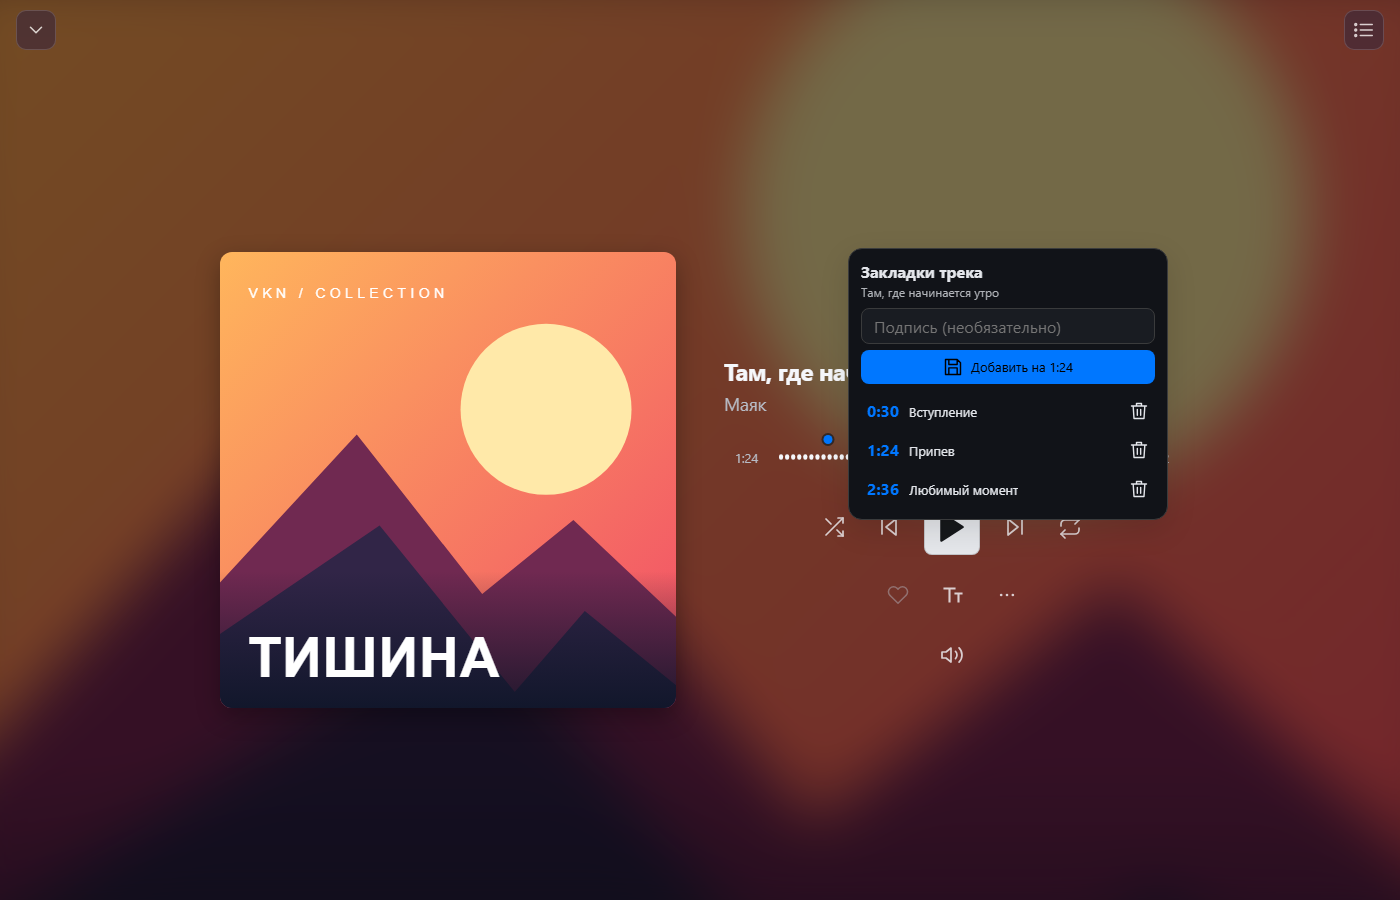 VKN / COLLECTION
ТИШИНА
Там, где
Маяк
1:24
Закладки трека
Там, где начинается утро
Подпись (необязательно)
Добавить на 1:24
0:30 Вступление
1:24 Припев
2:36 Любимый момент
Tт